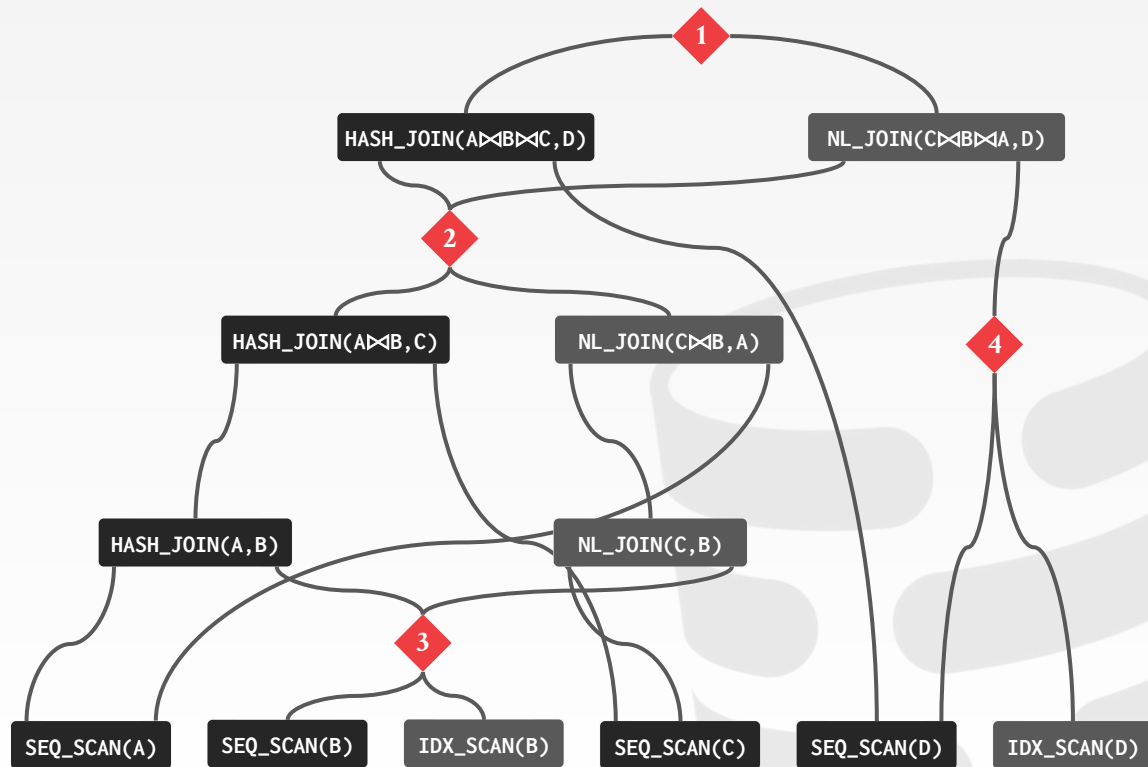 1
HASH_JOIN(A⋈B⋈C,D)
NL_JOIN(C⋈B⋈A,D)
2
HASH_JOIN(A⋈B,C)
NL_JOIN(C⋈B,A)
4
HASH_JOIN(A,B)
NL_JOIN(C,B)
3
SEQ_SCAN(A)
SEQ_SCAN(B)
IDX_SCAN(B)
SEQ_SCAN(C)
SEQ_SCAN(D)
IDX_SCAN(D)